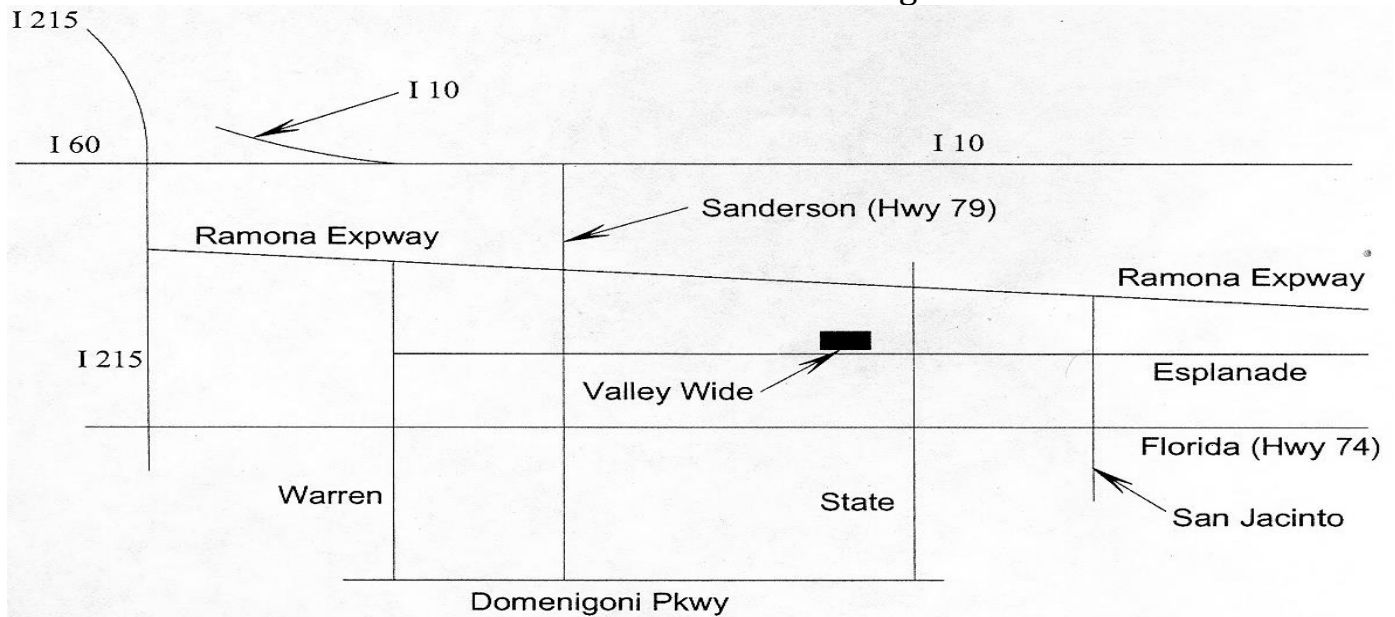 I 215
I 10
I 60
I 10
Sanderson (Hwy 79)
Ramona Expway
Ramona Expway
I 215
Esplanade
Valley Wide
Florida (Hwy 74)
Warren
State
San Jacinto
Domenigoni Pkwy